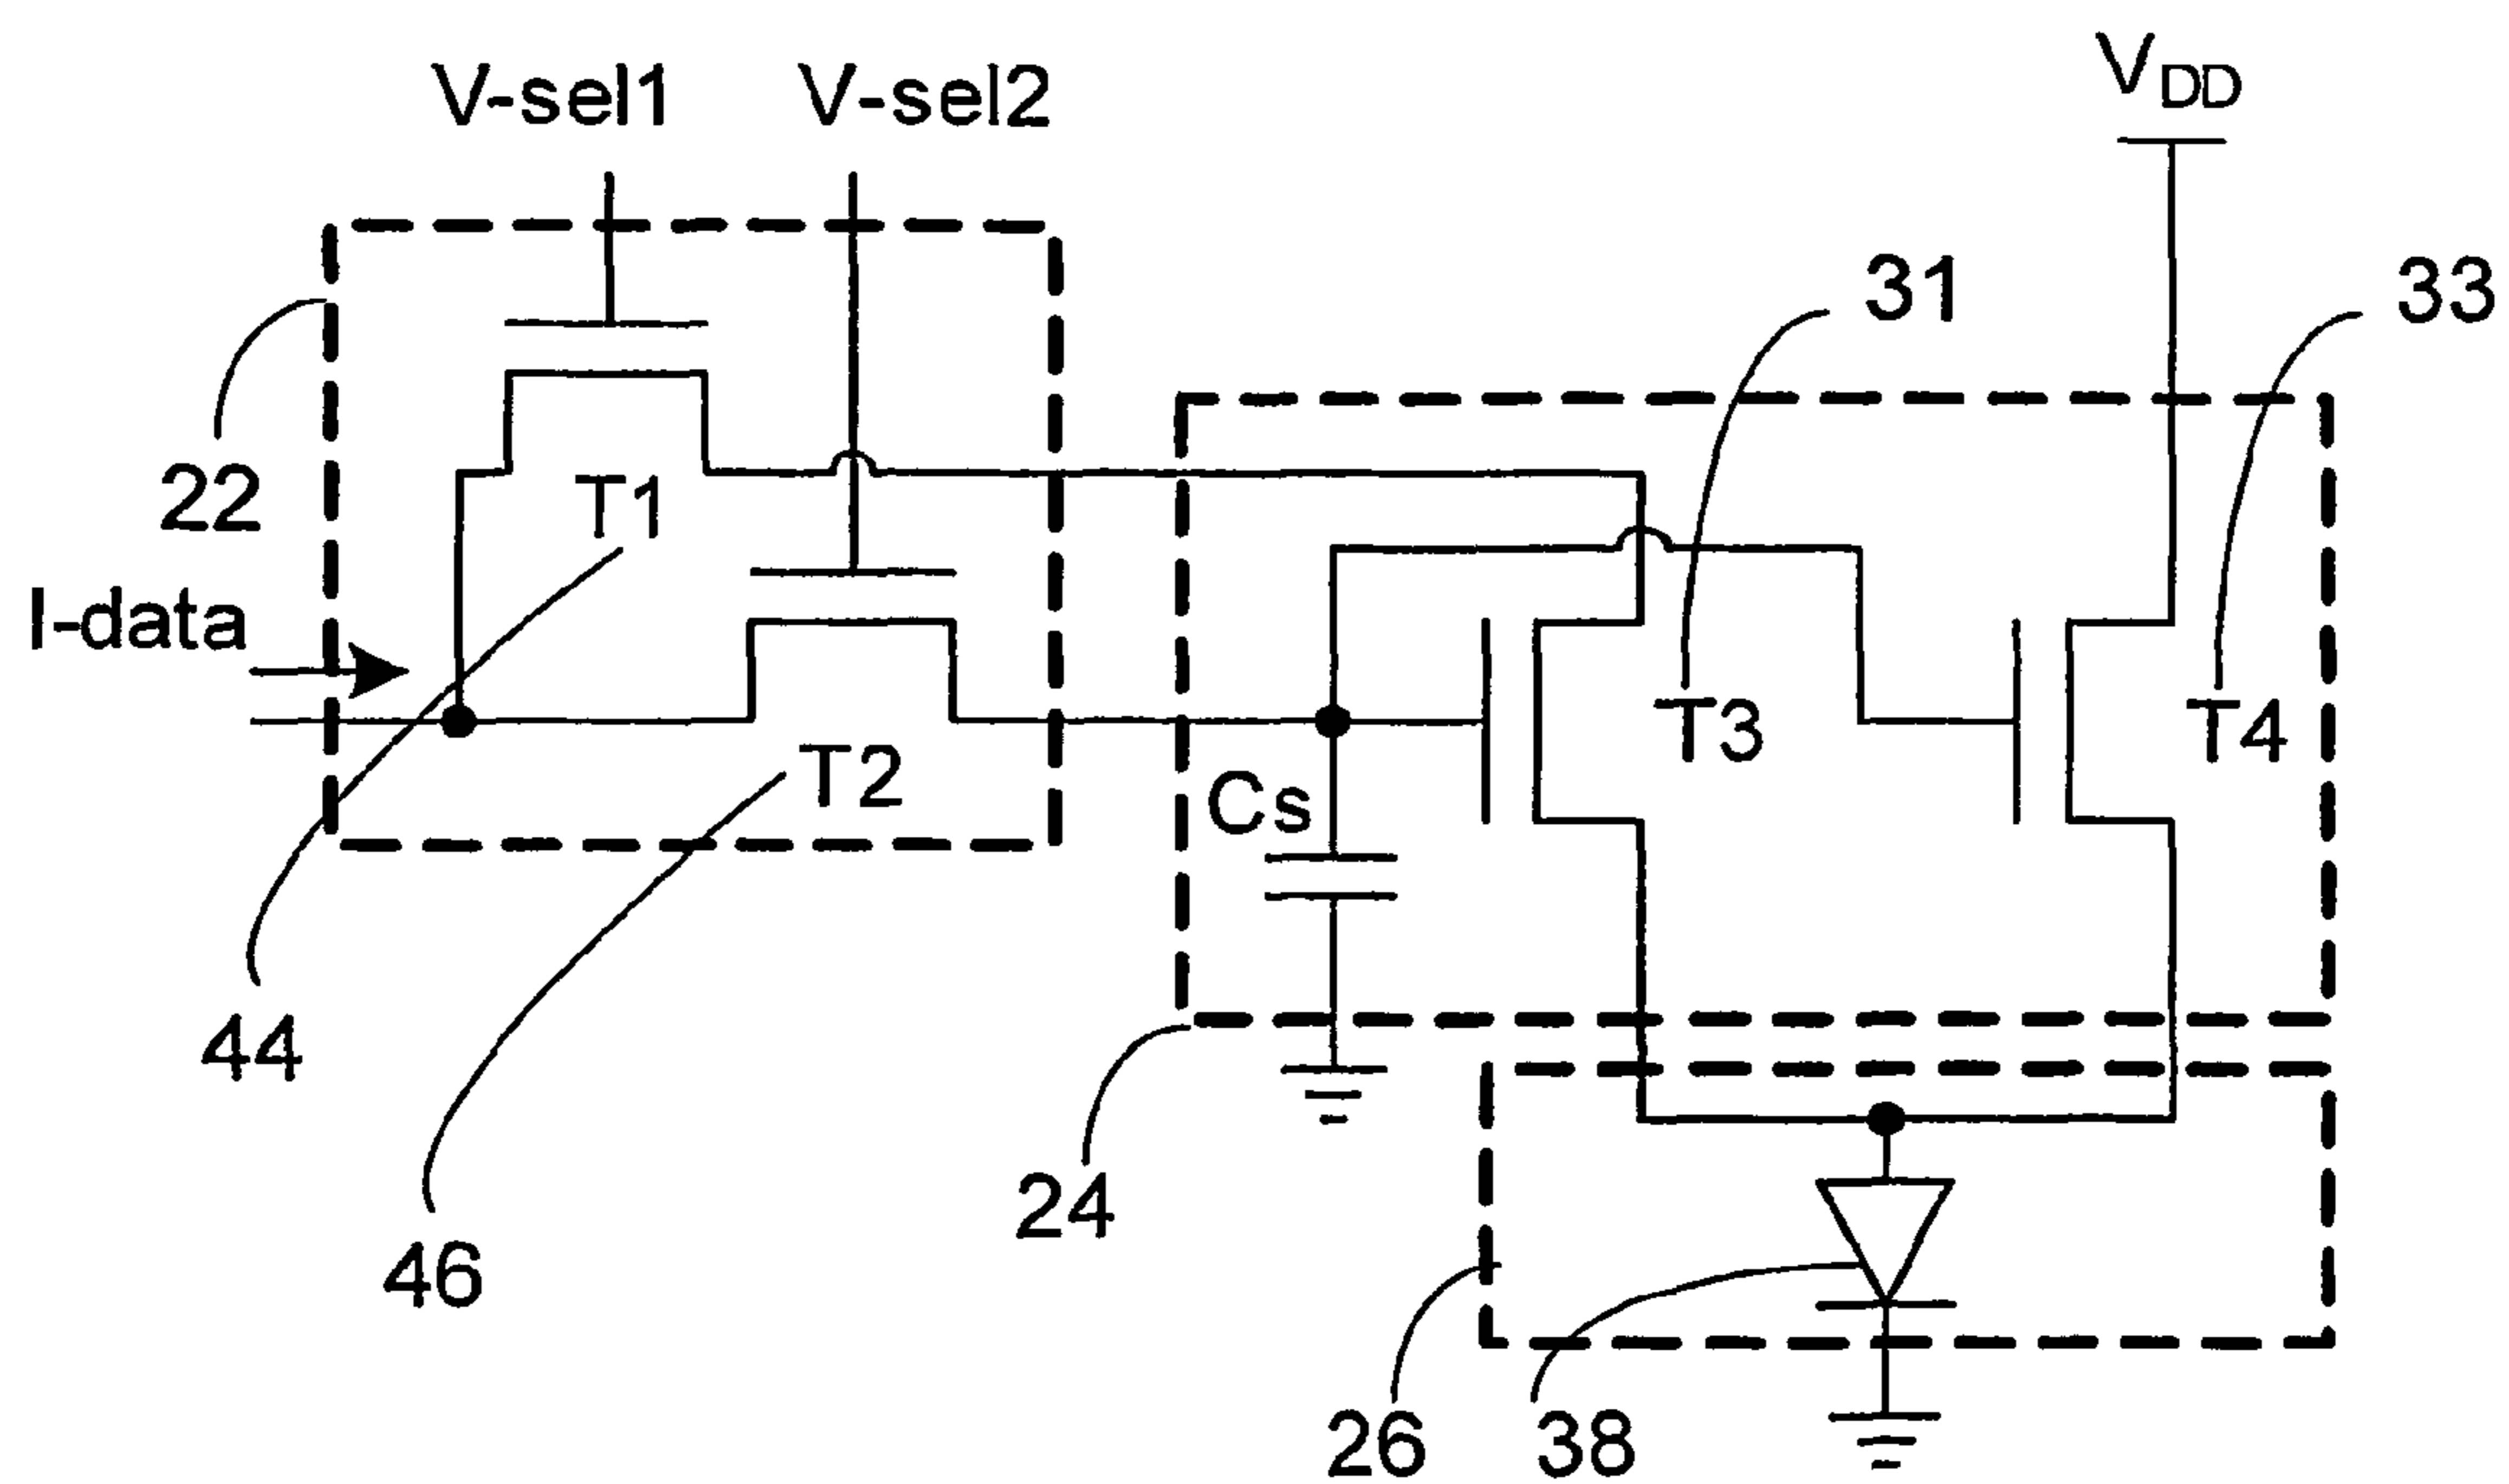 V-sel1 V-sel2
VDD
31
33
22
T1
I-data
T3
T4
T2
Cs
44
24
46
26
38